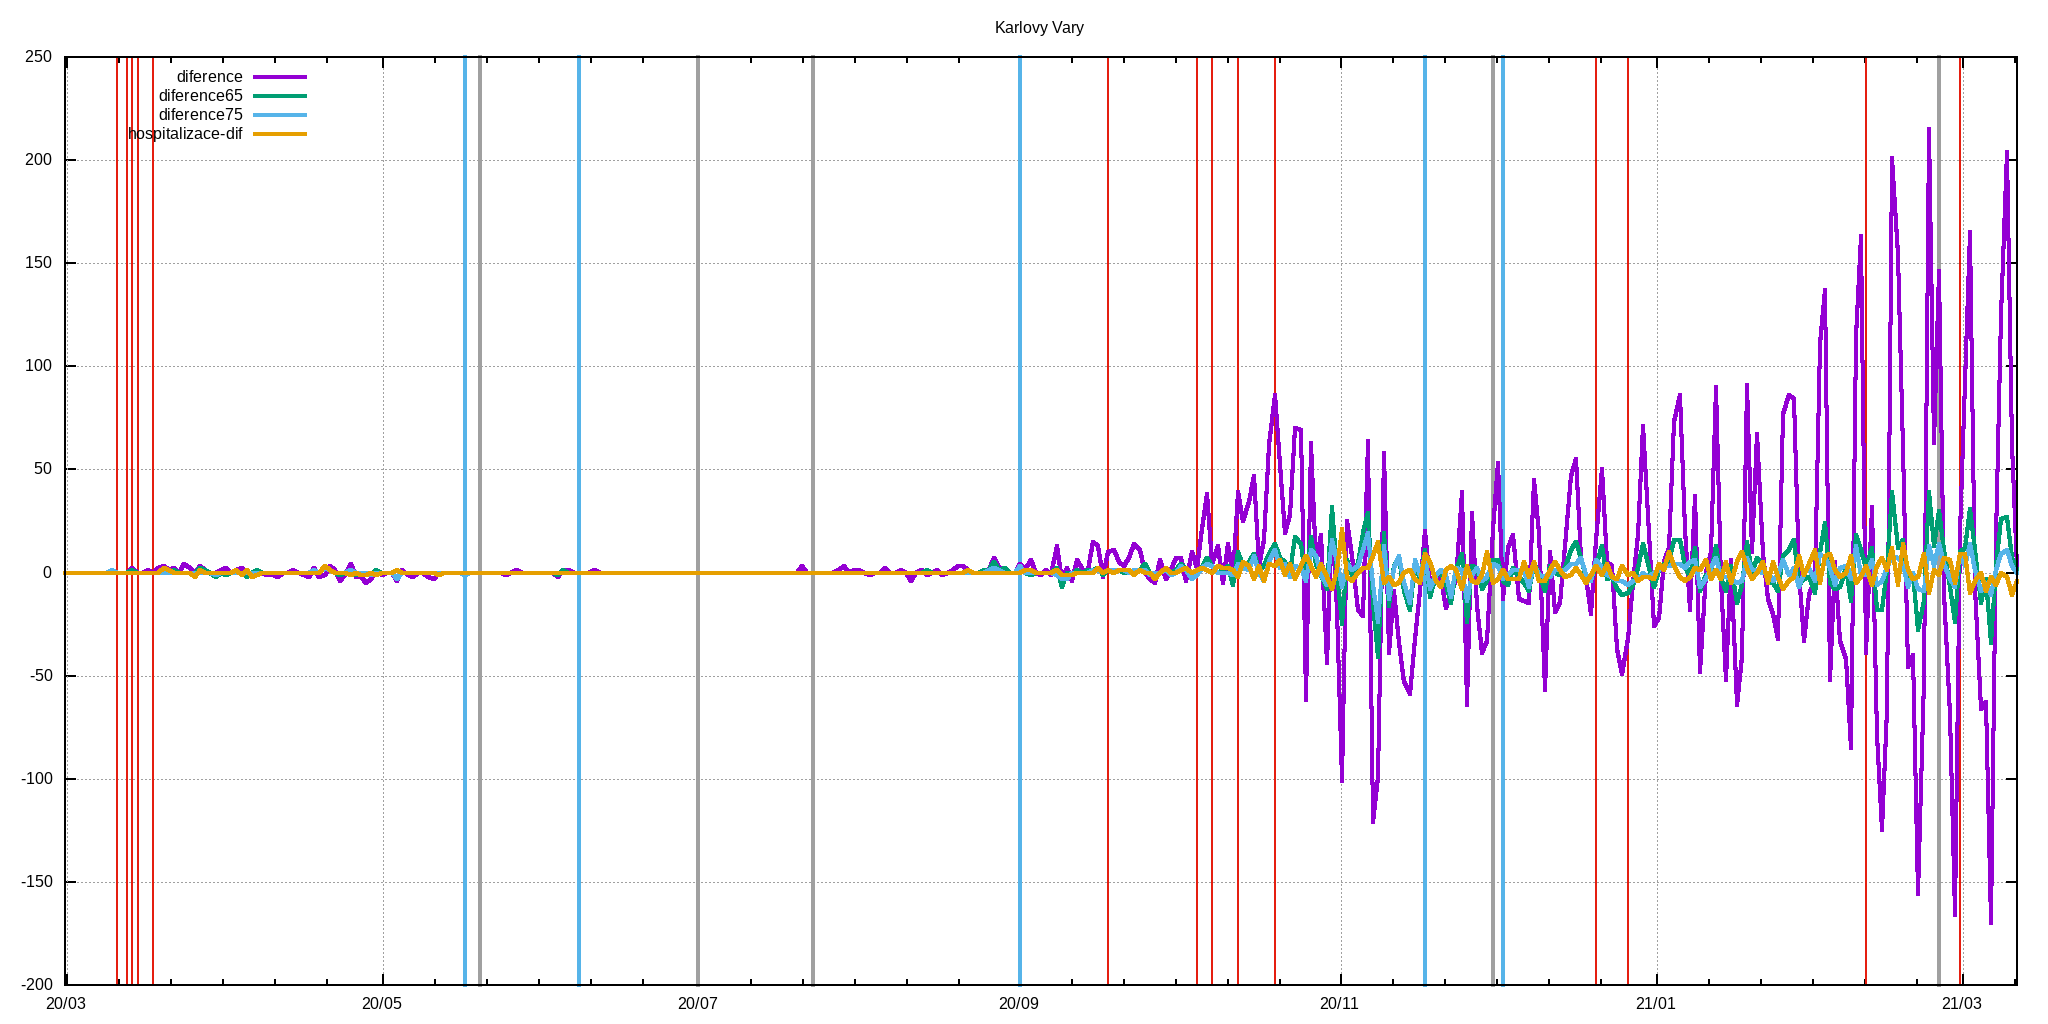 Karlovy Vary
250
diference
diference65
diference75
hospitalizace-dif
200
150
100
50
0
-50
-100
-150
-200
20/03 20/05 20/07 20/09 20/11 21/01 21/03